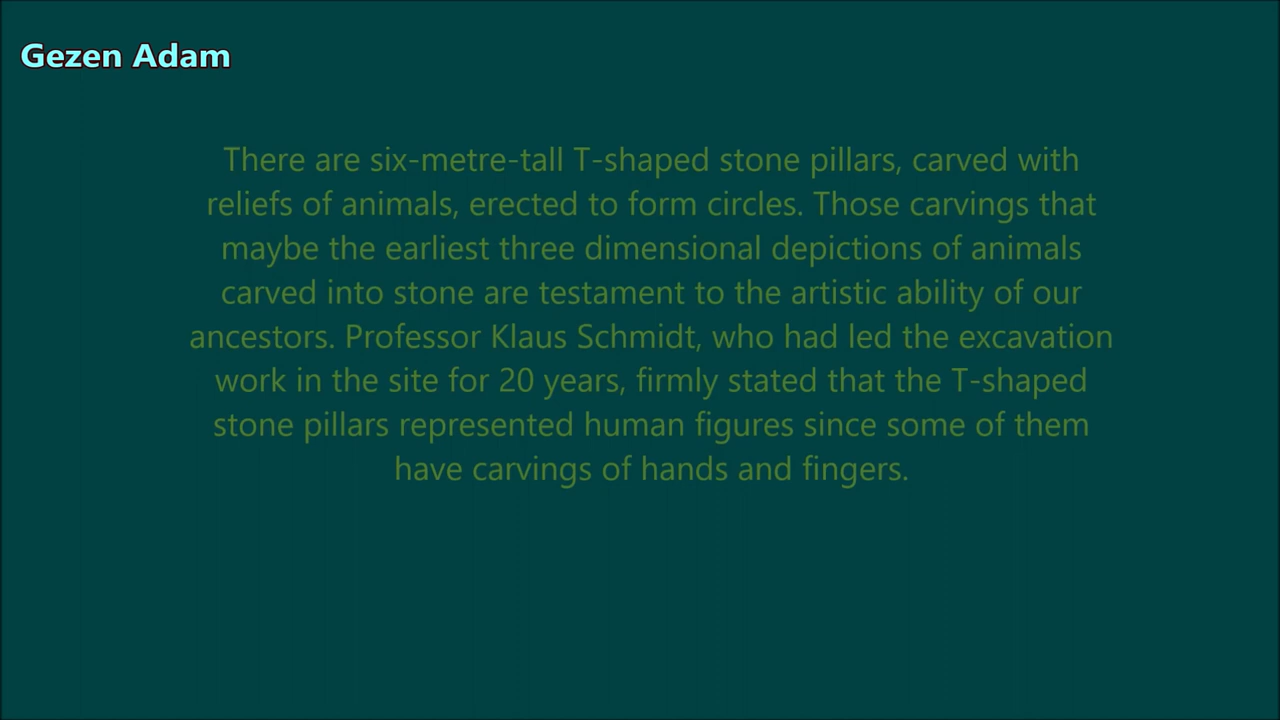 Gezen Adam
There are six-metre-tall T-shaped stone pillars, carved with
reliefs of animals, erected to form circles. Those carvings that
maybe the earliest three dimensional depictions of animals
carved into stone are testament to the artistic ability of our
ancestors. Professor Klaus Schmidt, who had led the excavation
work in the site for 20 years, firmly stated that the T-shaped
stone pillars represented human figures since some of them
have carvings of hands and fingers.